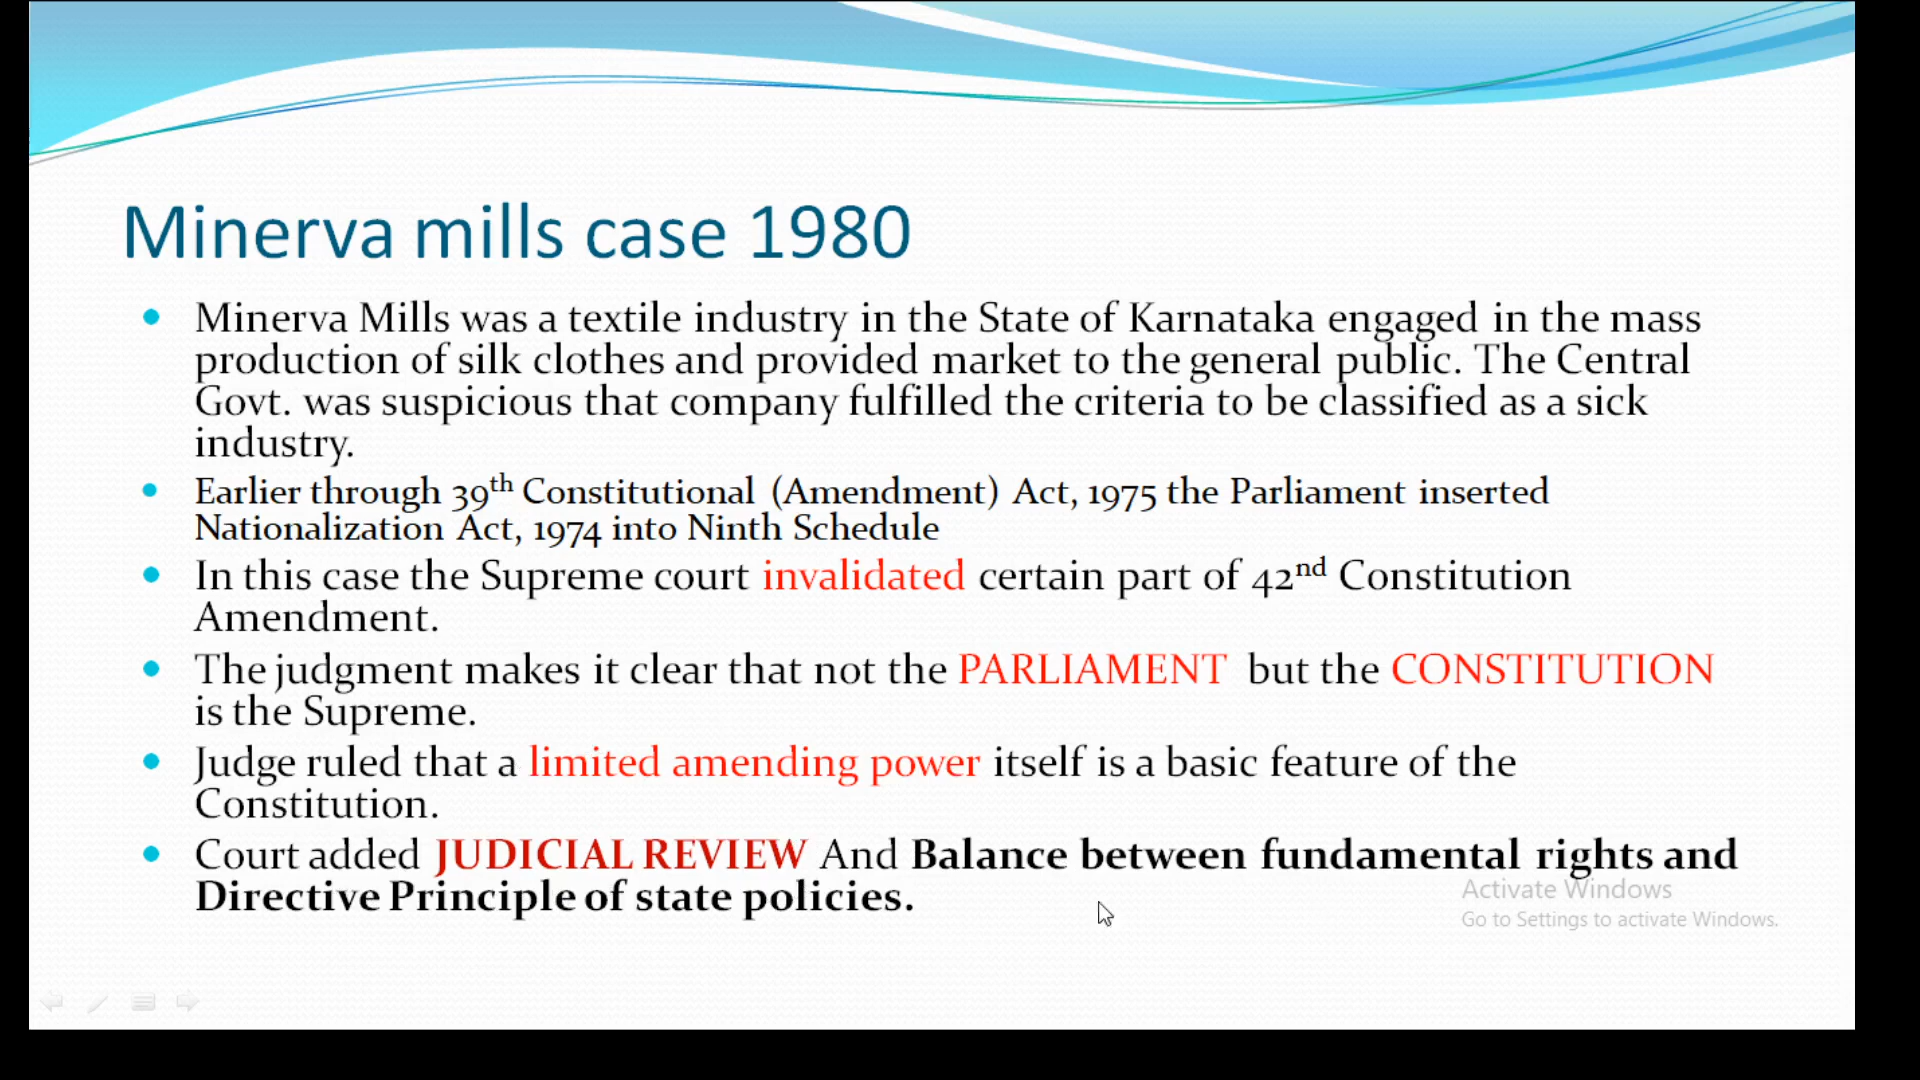 Minerva mills case 1980
Minerva Mills was a textile industry in the State of Karnataka engaged in the mass
production of silk clothes and provided market to the general public. The Central
Govt. was suspicious that company fulfilled the criteria to be classified as a sick
industry.
Earlier through 39th Constitutional (Amendment) Act, 1975 the Parliament inserted
Nationalization Act, 1974 into Ninth Schedule
In this case the Supreme court invalidated certain part of 42nd Constitution
Amendment.
The judgment makes it clear that not the PARLIAMENT but the CONSTITUTION
is the Supreme.
Judge ruled that a limited amending power itself is a basic feature of the
Constitution.
Court added JUDICIAL REVIEW And Balance between fundamental rights and
Directive Principle of state policies.
Activate Windows
Go to Settings to activate Windows.